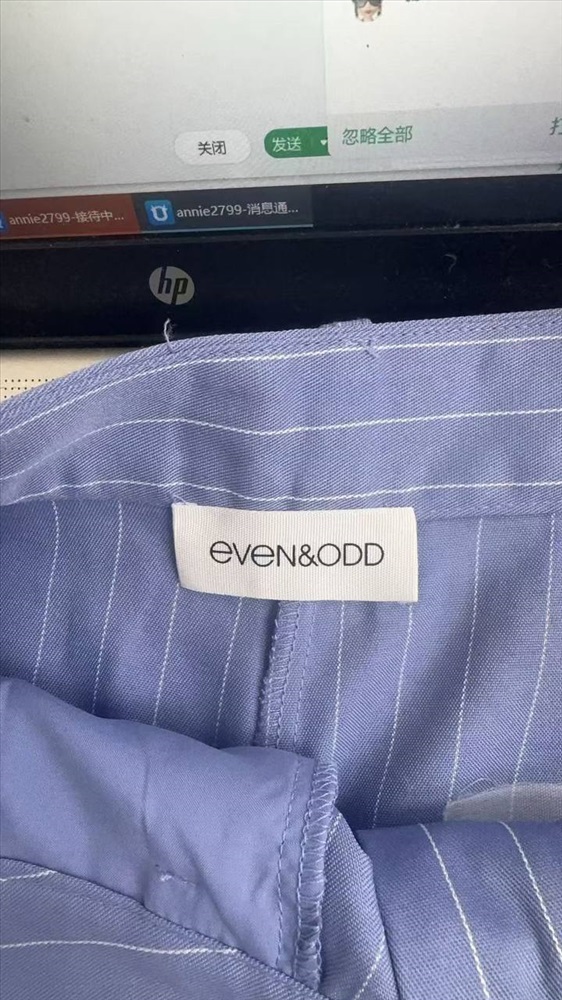 关闭
发送
忽略全部
annie2799-接待中...
annie2799-消息通...
hp
eveN&ODD